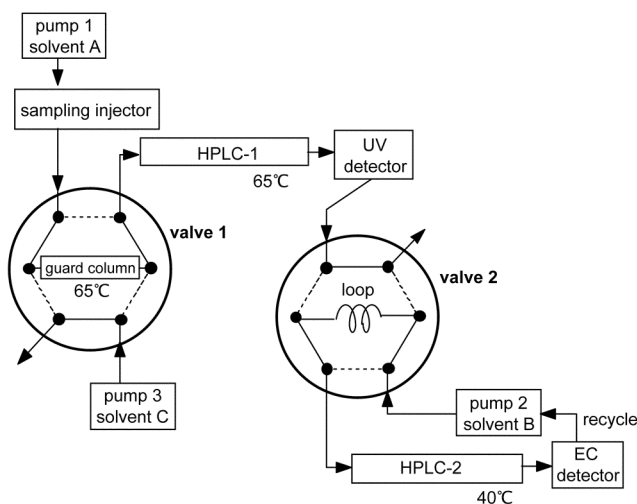 pump 1
solvent A
sampling injector
HPLC-1
65℃
UV
detector
valve 1
guard column
65℃
pump 3
solvent C
valve 2
loop
pump 2
solvent B
recycle
EC
detector
HPLC-2
40℃